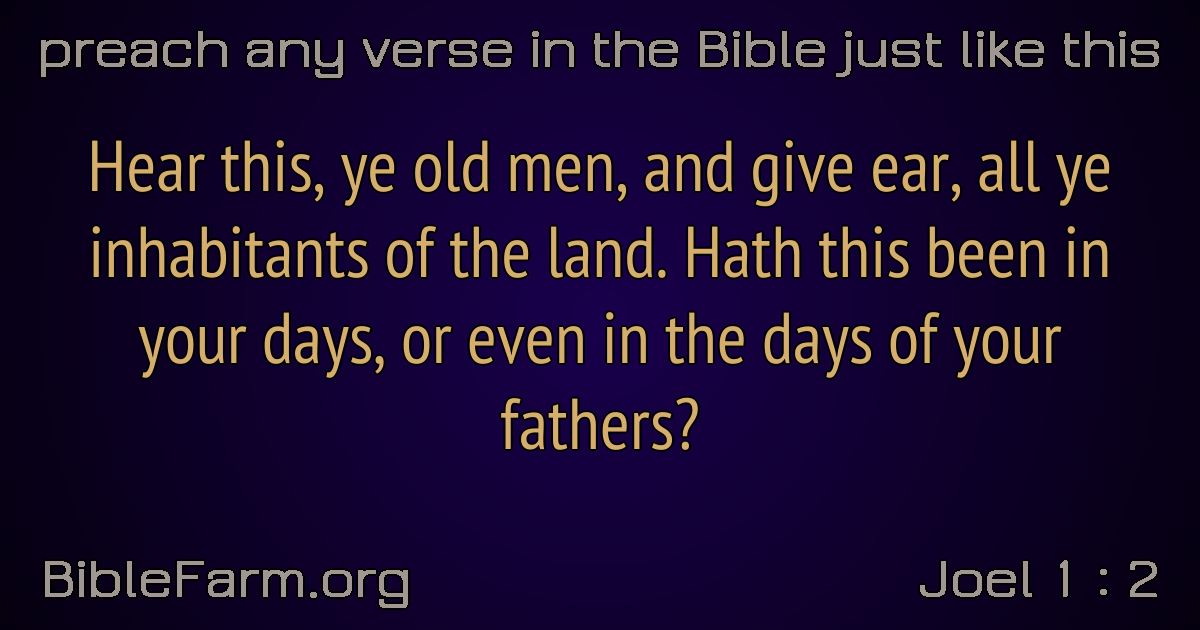 preach any verse in the Bible just like this
Hear this, ye old men, and give ear, all ye
inhabitants of the land. Hath this been in
your days, or even in the days of your
fathers?
BibleFarm.org
Joel 1 : 2